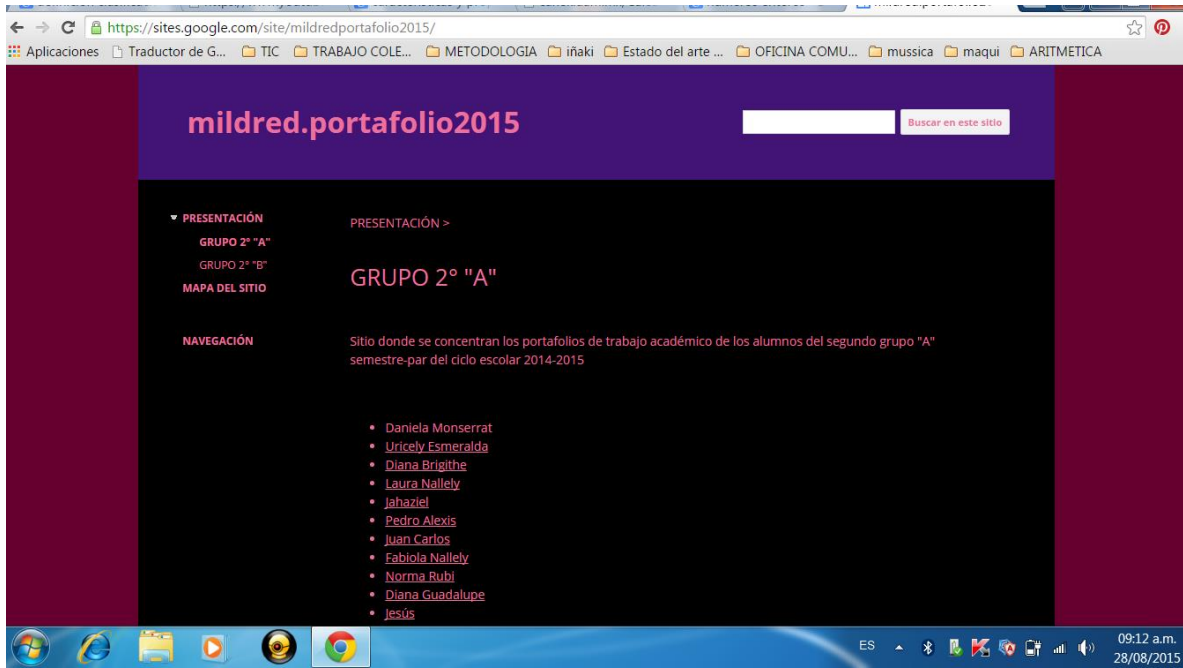 https://sites.google.com/site/mildredportafolio2015/
Aplicaciones Traductor de G... TIC TRABAJO COLE... METODOLOGIA iñaki Estado del arte ... OFICINA COMU... mussica maqui ARITMETICA
mildred.portafolio2015
Buscar en este sitio
PRESENTACIÓN
GRUPO 2° "A"
GRUPO 2° "B"
MAPA DEL SITIO
NAVEGACIÓN
PRESENTACIÓN >
GRUPO 2° "A"
Sitio donde se concentran los portafolios de trabajo académico de los alumnos del segundo grupo "A"
semestre-par del ciclo escolar 2014-2015
Daniela Monserrat
Uricely Esmeralda
Diana Brigithe
Laura Nallely
Jahaziel
Pedro Alexis
Juan Carlos
Fabiola Nallely
Norma Rubi
Diana Guadalupe
Jesús
ES
09:12 a.m.
28/08/2015